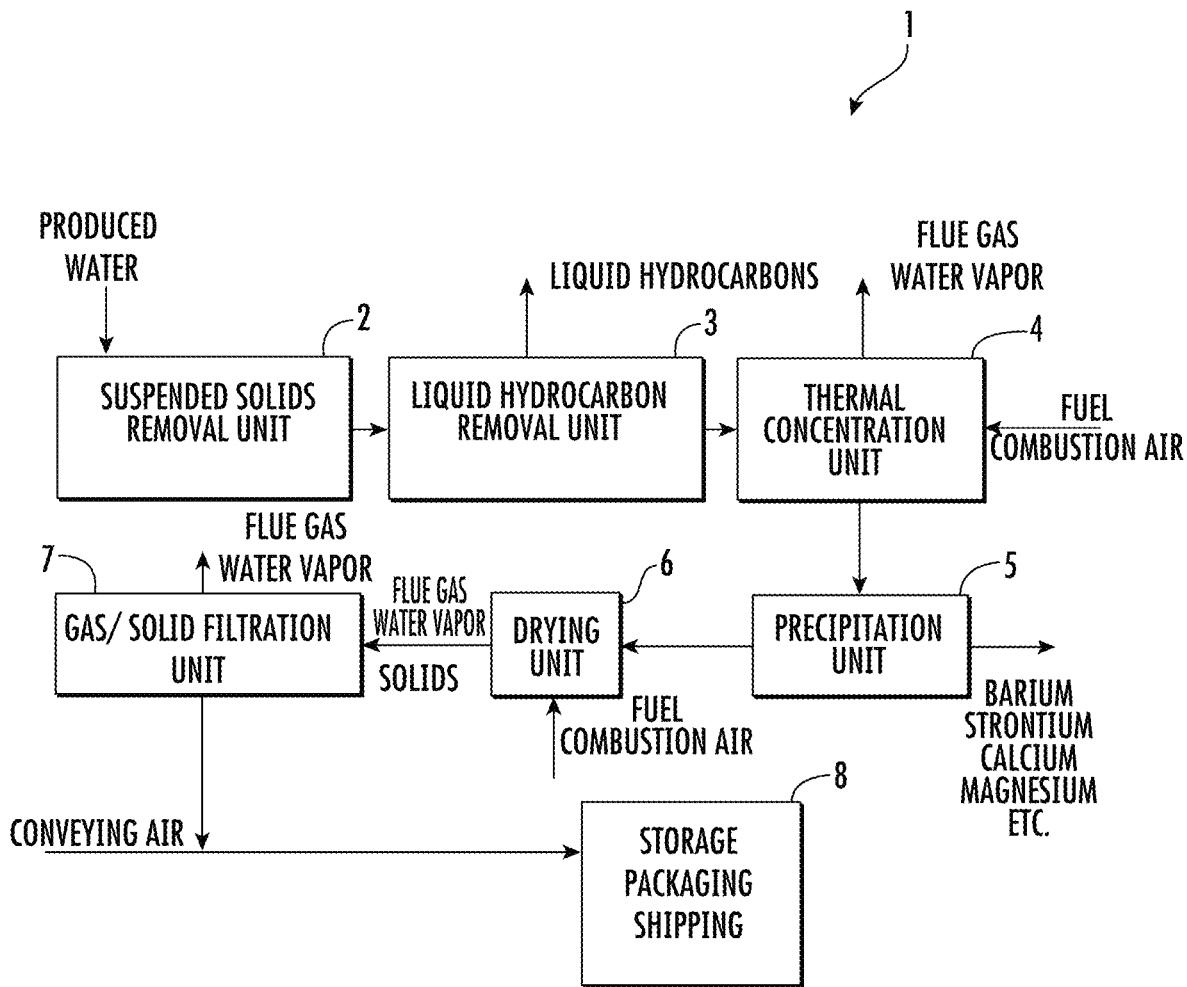 1
PRODUCED
WATER
LIQUID HYDROCARBONS
FLUE GAS
WATER VAPOR
2
SUSPENDED SOLIDS
REMOVAL UNIT
3
LIQUID HYDROCARBON
REMOVAL UNIT
4
THERMAL
CONCENTRATION
UNIT
FUEL
COMBUSTION AIR
7
FLUE GAS
WATER VAPOR
GAS/ SOLID FILTRATION
UNIT
FLUE GAS
WATER VAPOR
SOLIDS
6
DRYING
UNIT
FUEL
COMBUSTION AIR
5
PRECIPITATION
UNIT
BARIUM
STRONTIUM
CALCIUM
MAGNESIUM
ETC.
CONVEYING AIR
8
STORAGE
PACKAGING
SHIPPING